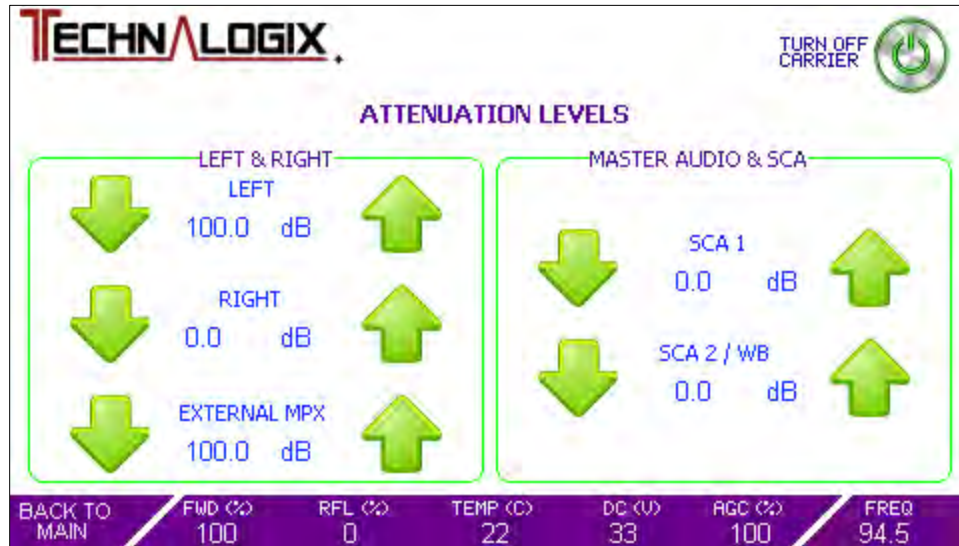 TECHNALOGIX.
TURN OFF
CARRIER
ATTENUATION LEVELS
LEFT & RIGHT
LEFT
100.0 dB
RIGHT
0.0 dB
EXTERNAL MPX
100.0 dB
MASTER AUDIO & SCA
SCA 1
0.0 dB
SCA 2 / WB
0.0 dB
BACK TO
MAIN
FWD (%) RFL (%) TEMP (C) DC (V) AGC (%) FREQ
100 0 22 33 100 94.5